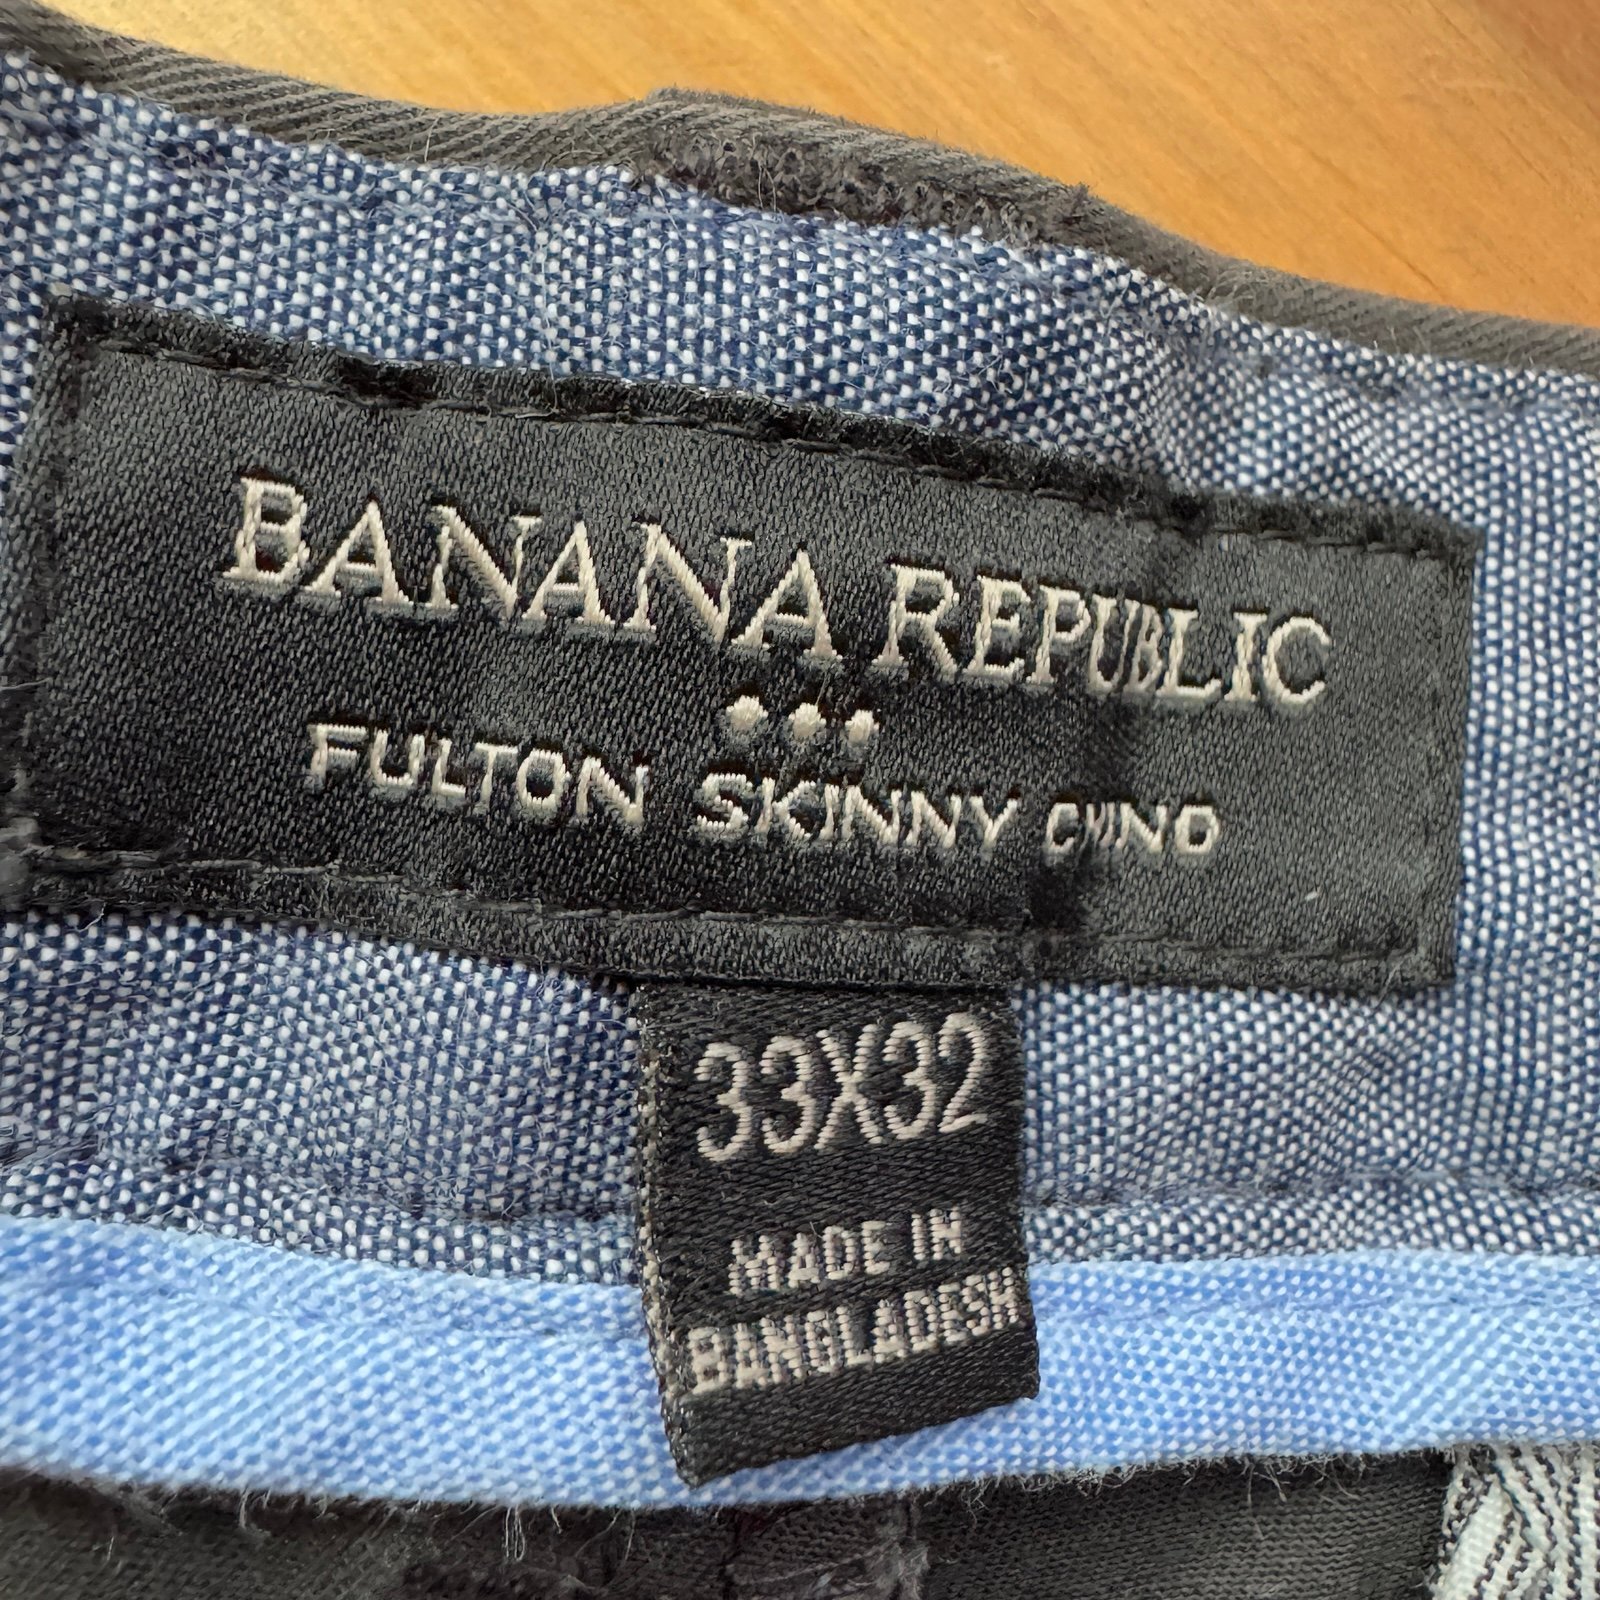 BANANA REPUBLIC
FULTON SKINNY CHINO
33X32
MADE IN
BANGLADESH